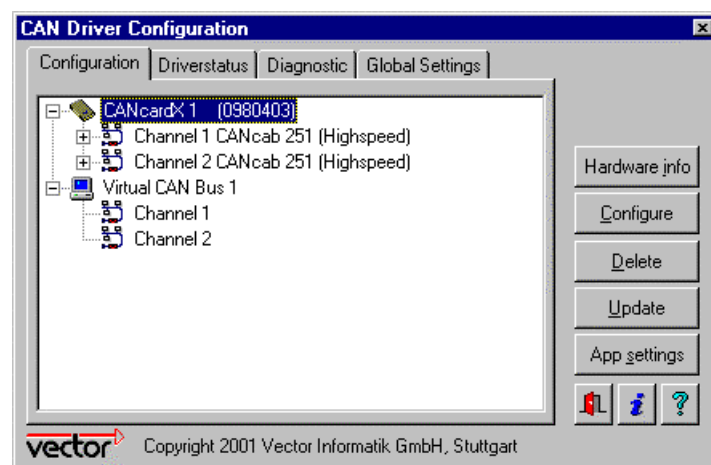 CAN Driver Configuration
Configuration Driverstatus Diagnostic Global Settings
CANcardX 1 (0980403)
Channel 1 CANcab 251 (Highspeed)
Channel 2 CANcab 251 (Highspeed)
Virtual CAN Bus 1
Channel 1
Channel 2
Hardware info
Configure
Delete
Update
App settings
vector Copyright 2001 Vector Informatik GmbH, Stuttgart